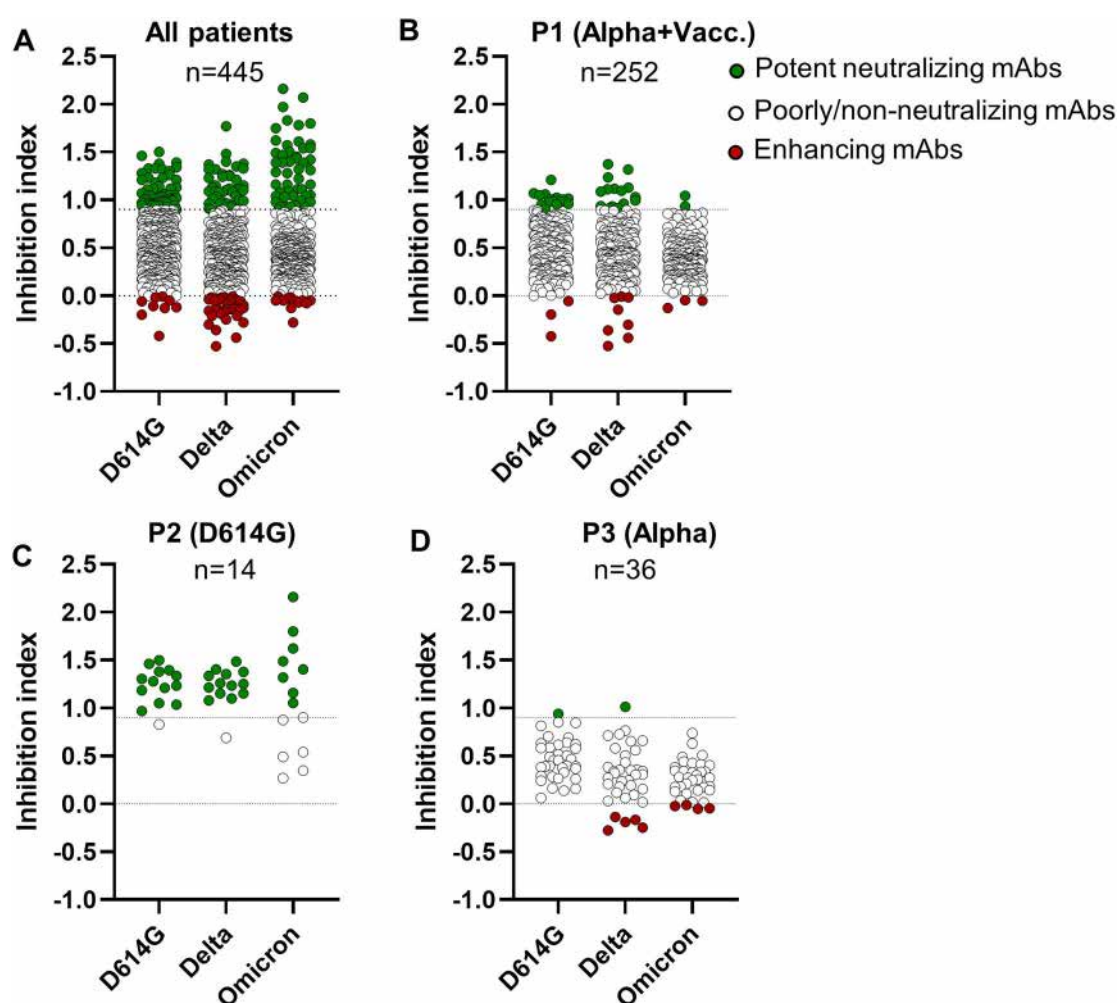 A
All patients
n=445
Inhibition index
2.5
2.0
1.5
1.0
0.5
0.0
-0.5
-1.0
D614G
Delta
Omicron
B
P1 (Alpha+Vacc.)
n=252
Inhibition index
2.5
2.0
1.5
1.0
0.5
0.0
-0.5
-1.0
D614G
Delta
Omicron
Potent neutralizing mAbs
Poorly/non-neutralizing mAbs
Enhancing mAbs
C
P2 (D614G)
n=14
Inhibition index
2.5
2.0
1.5
1.0
0.5
0.0
-0.5
-1.0
D614G
Delta
Omicron
D
P3 (Alpha)
n=36
Inhibition index
2.5
2.0
1.5
1.0
0.5
0.0
-0.5
-1.0
D614G
Delta
Omicron